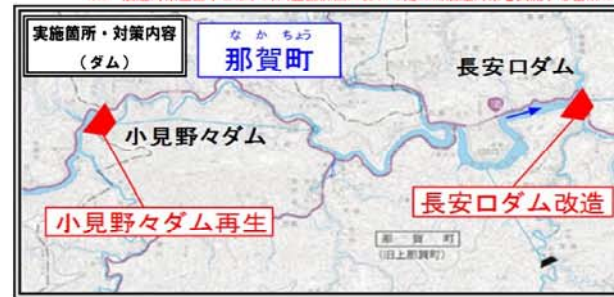 実施箇所・対策内容
(ダム)
なかちょう
那賀町
長安口ダム
小見野々ダム
小見野々ダム再生
長安口ダム改造
那賀町
(旧上那賀町)